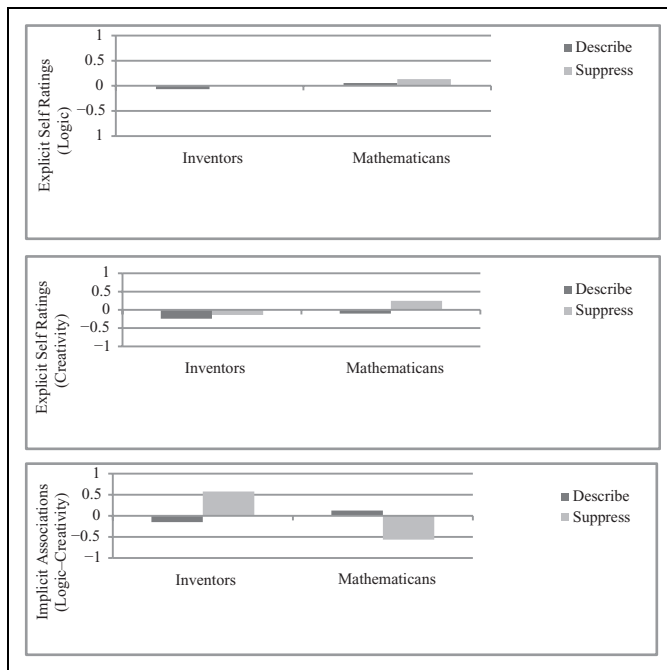 Explicit Self Ratings
(Logic)
1
0.5
0
−0.5
1
Inventors
Mathematicans
Describe
Suppress
Explicit Self Ratings
(Creativity)
1
0.5
0
−0.5
−1
Inventors
Mathematicans
Describe
Suppress
Implicit Associations
(Logic–Creativity)
1
0.5
0
−0.5
−1
Inventors
Mathematicans
Describe
Suppress